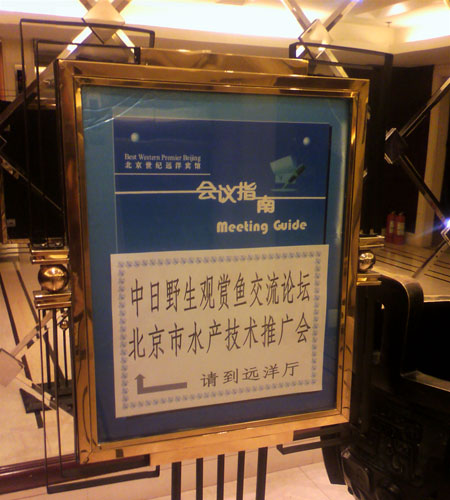 Best Western Premier Beijing
北京世纪远洋宾馆
会议指南
Meeting Guide
中日野生观赏鱼交流论坛
北京市水产技术推广会
请到远洋厅